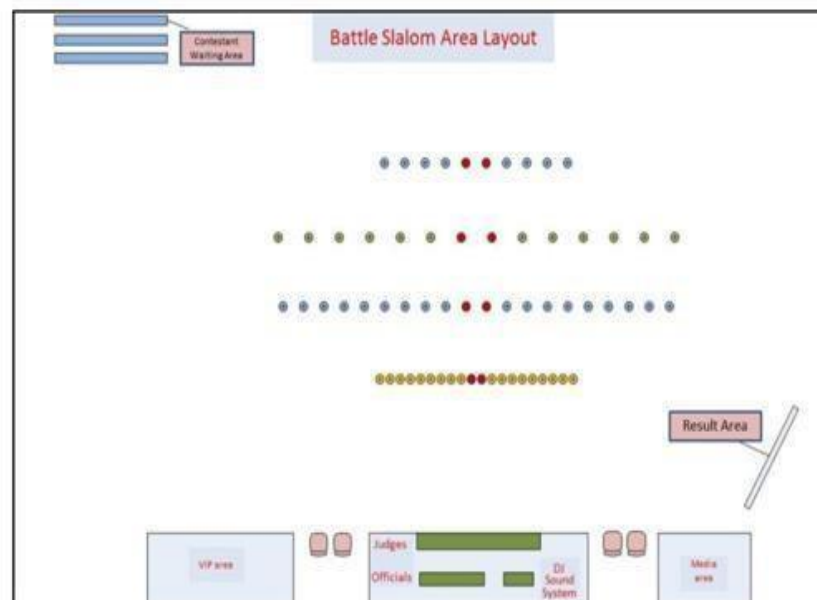 Battle Slalom Area Layout
Contestant
Waiting Area
Result Area
VIP area
Judges
Officials
DJ
Sound
System
Media
area